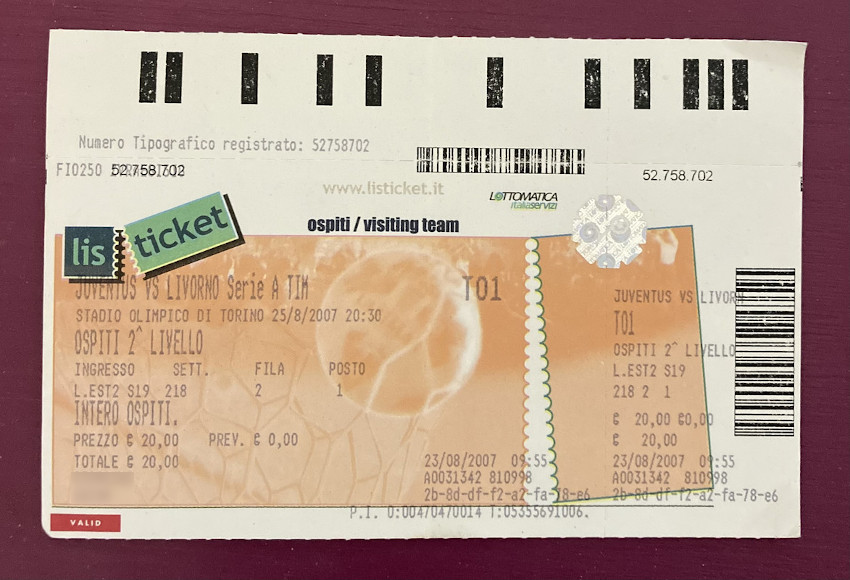 Numero Tipografico registrato: 52758702
FI0250
52.758.702
52.758.702
www.listicket.it
LOTTOMATICA
italiaservizi
lis ticket
ospiti / visiting team
JUVENTUS VS LIVORNO Serie A TIM T01
STADIO OLIMPICO DI TORINO 25/8/2007 20:30
OSPITI 2^ LIVELLO
INGRESSO SETT. FILA POSTO
L.EST2 S19 218 2 1
INTERO OSPITI.
PREZZO € 20,00 PREV. € 0,00
TOTALE € 20,00
23/08/2007 09:55
A0031342 810998
2b-8d-df-f2-a2-fa-78-e6
JUVENTUS VS LIVORN
T01
OSPITI 2^ LIVELLO
L.EST2 S19
218 2 1
€ 20,00 €0,00
€ 20,00
23/08/2007 09:55
A0031342 810998
2b-8d-df-f2-a2-fa-78-e6
P.I. 0:00470470014 T:05355691006.
VALID